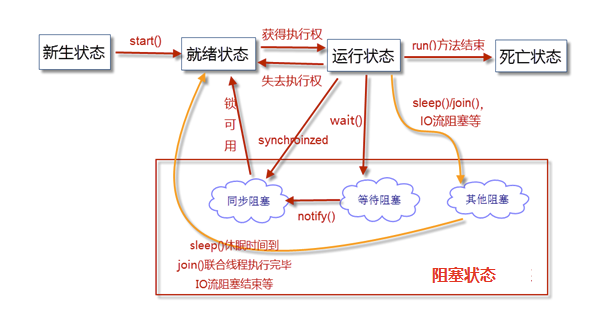 新生状态
start()
就绪状态
获得执行权
失去执行权
运行状态
run()方法结束
死亡状态
锁
可
用
synchroinzed
wait()
sleep()/join(),
IO流阻塞等
同步阻塞
notify()
等待阻塞
其他阻塞
sleep()休眠时间到
join()联合线程执行完毕
IO流阻塞结束等
阻塞状态